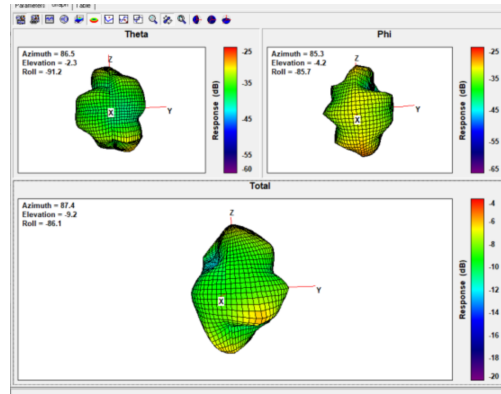 Parameters Graph Table
Theta
Azimuth = 86.5
Elevation = -2.3
Roll = -91.2
Z
Y
X
-25
-35
-45
-55
-60
Response (dB)
Phi
Azimuth = 85.3
Elevation = -4.2
Roll = -85.7
Z
Y
X
-25
-35
-45
-55
-65
Response (dB)
Total
Azimuth = 87.4
Elevation = -9.2
Roll = -86.1
Z
Y
X
-4
-6
-8
-10
-12
-14
-16
-18
-20
Response (dB)